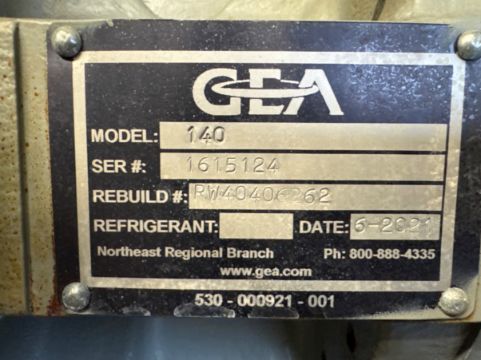 GEA
MODEL: 140
SER #: 1615124
REBUILD #:
REFRIGERANT: DATE: 6-2021
Northeast Regional Branch Ph: 800-888-4335
www.gea.com
530 - 000921 - 001